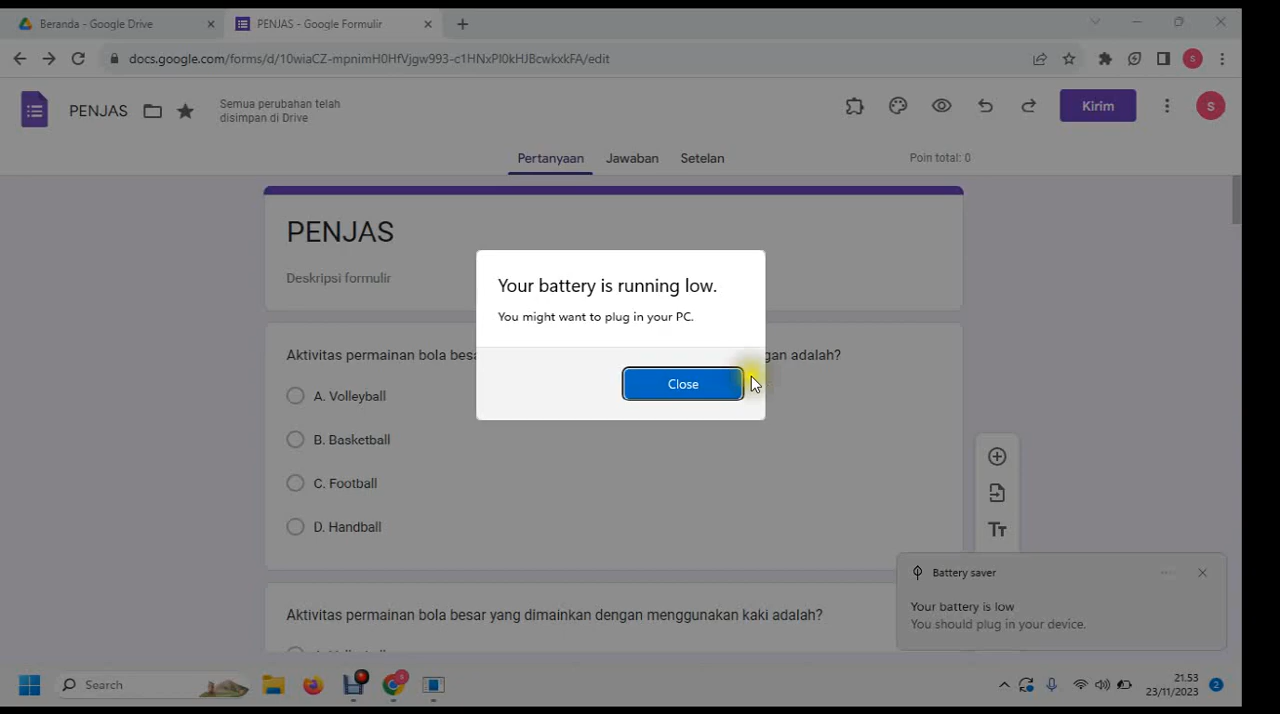 Beranda - Google Drive
PENJAS - Google Formulir
docs.google.com/forms/d/10wiaCZ-mpnimH0HfVjgw993-c1HNxPl0kHJBcwkxkFA/edit
S
PENJAS
Semua perubahan telah
disimpan di Drive
Kirim
S
Pertanyaan
Jawaban
Setelan
Poin total: 0
PENJAS
Deskripsi formulir
Your battery is running low.
You might want to plug in your PC.
Close
Aktivitas permainan bola besa
gan adalah?
A. Volleyball
B. Basketball
C. Football
D. Handball
Tт
Battery saver
Your battery is low
You should plug in your device.
Aktivitas permainan bola besar yang dimainkan dengan menggunakan kaki adalah?
Search
21.53
23/11/2023
2